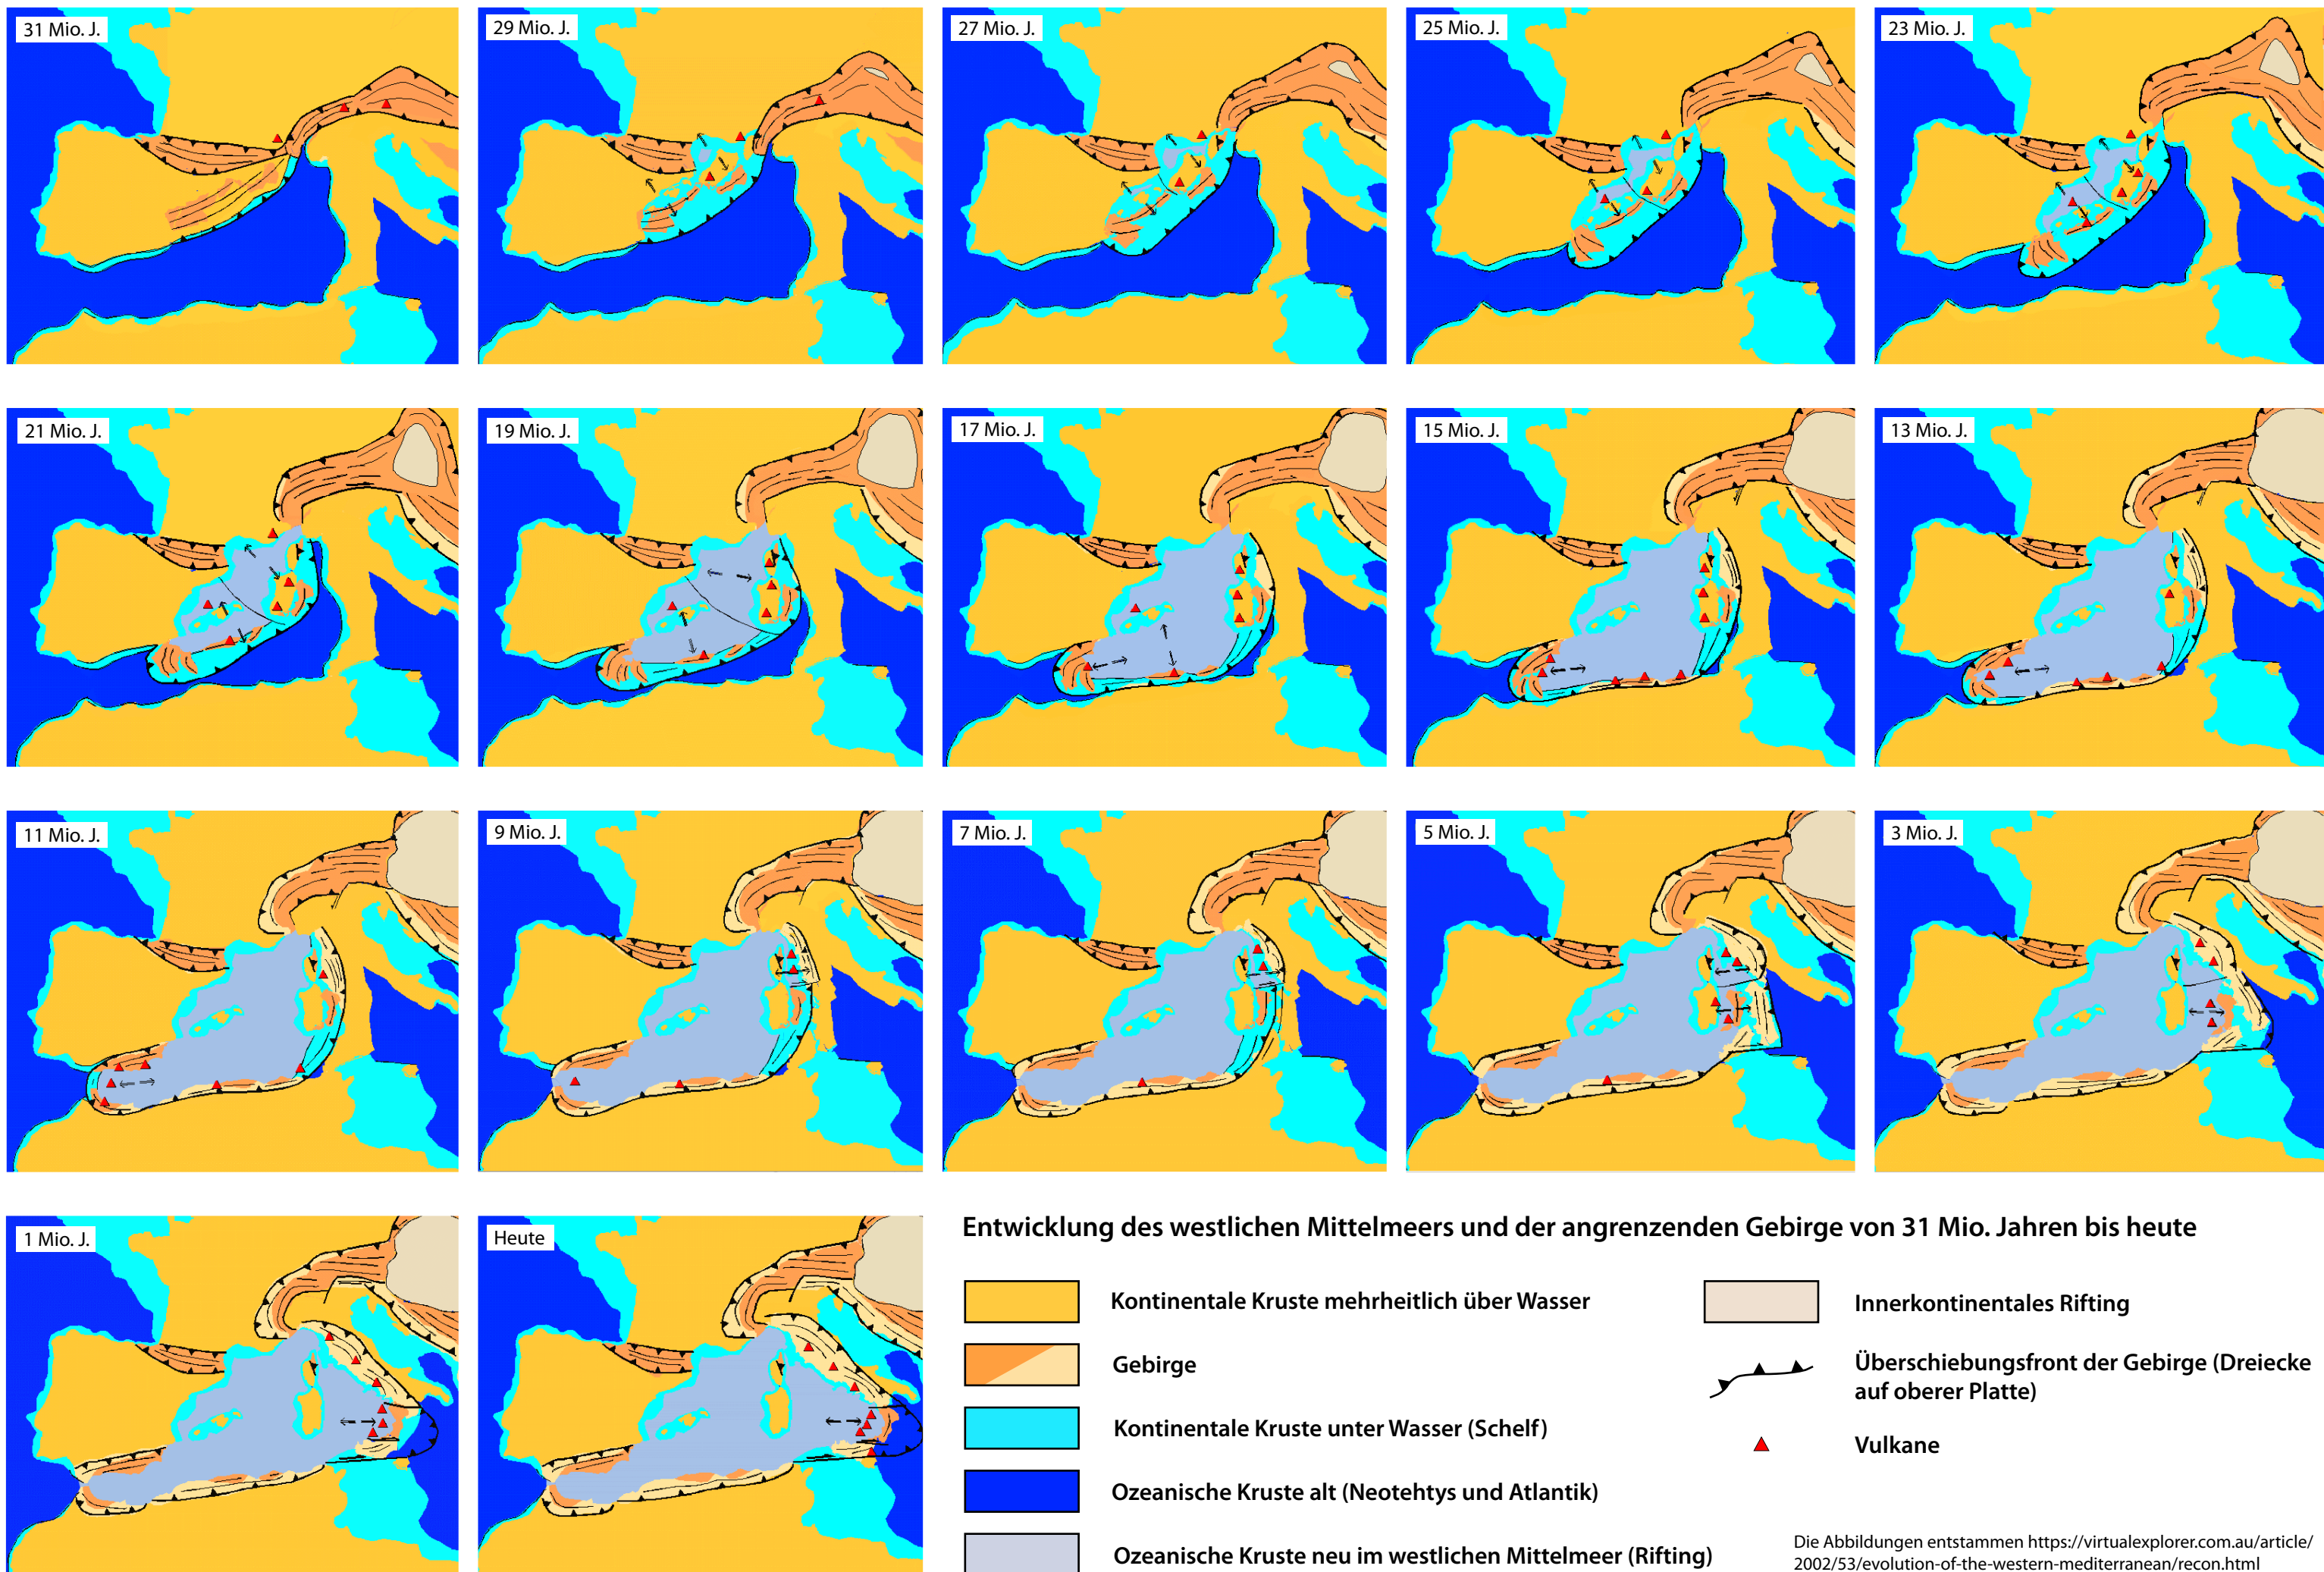 31 Mio. J.
29 Mio. J.
27 Mio. J.
25 Mio. J.
23 Mio. J.
21 Mio. J.
19 Mio. J.
17 Mio. J.
15 Mio. J.
13 Mio. J.
11 Mio. J.
9 Mio. J.
7 Mio. J.
5 Mio. J.
3 Mio. J.
1 Mio. J.
Heute
Entwicklung des westlichen Mittelmeers und der angrenzenden Gebirge von 31 Mio. Jahren bis heute
Kontinentale Kruste mehrheitlich über Wasser
Gebirge
Kontinentale Kruste unter Wasser (Schelf)
Ozeanische Kruste alt (Neotehtys und Atlantik)
Ozeanische Kruste neu im westlichen Mittelmeer (Rifting)
Innerkontinentales Rifting
Überschiebungsfront der Gebirge (Dreiecke
auf oberer Platte)
Vulkane
Die Abbildungen entstammen https://virtualexplorer.com.au/article/
2002/53/evolution-of-the-western-mediterranean/recon.html